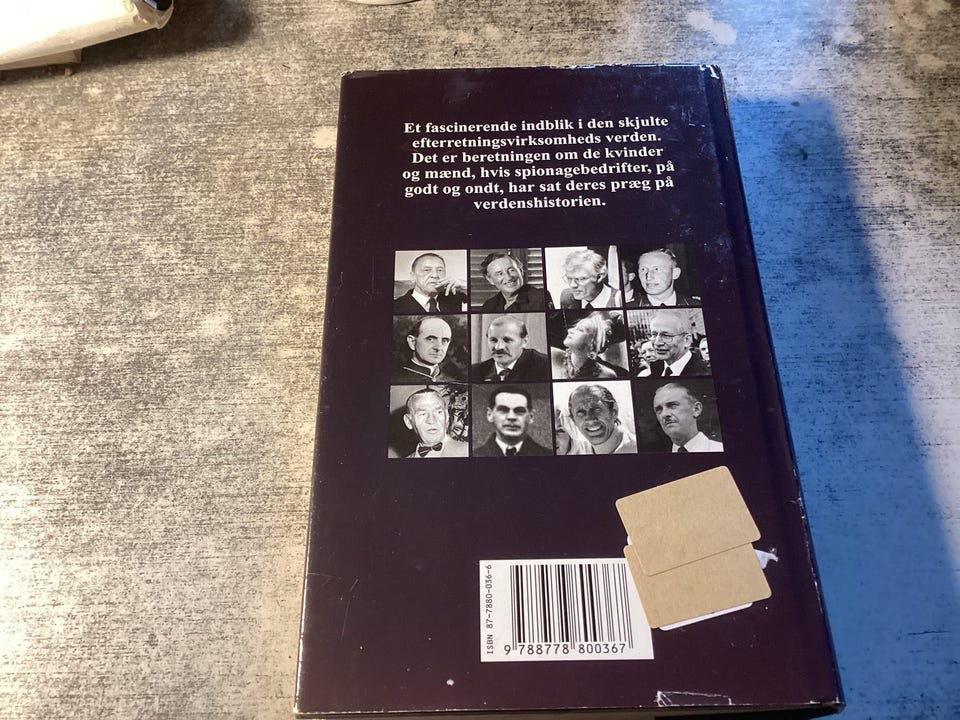 Et fascinerende indblik i den skjulte
efterretningsvirksomheds verden.
Det er beretningen om de kvinder
og mænd, hvis spionagebedrifter, på
godt og ondt, har sat deres præg på
verdenshistorien.
ISBN 87-7880-036-6
9 788778 800367